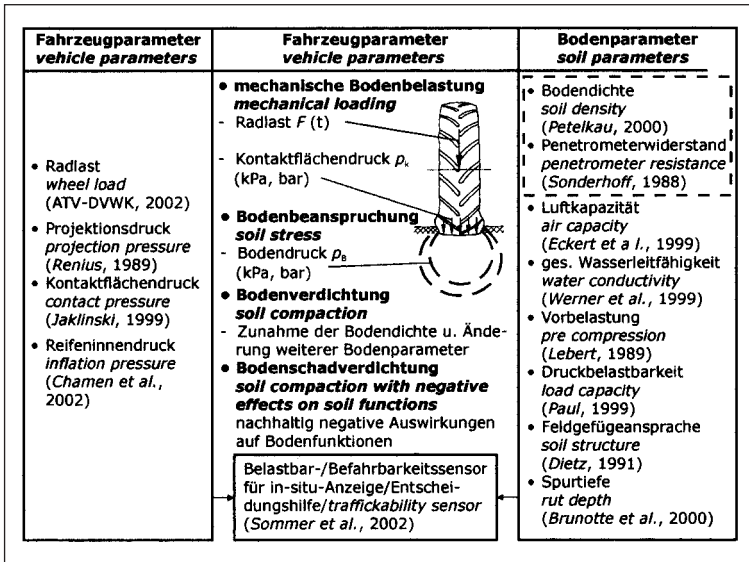 Fahrzeugparameter
vehicle parameters
• Radlast
wheel load
(ATV-DVWK, 2002)
• Projektionsdruck
projection pressure
(Renius, 1989)
• Kontaktflächendruck
contact pressure
(Jaklinski, 1999)
• Reifeninnendruck
inflation pressure
(Chamen et al.,
2002)
Fahrzeugparameter
vehicle parameters
• mechanische Bodenbelastung
mechanical loading
- Radlast F (t)
- Kontaktflächendruck pk
(kPa, bar)
• Bodenbeanspruchung
soil stress
- Bodendruck pB
(kPa, bar)
• Bodenverdichtung
soil compaction
- Zunahme der Bodendichte u. Ände-
rung weiterer Bodenparameter
• Bodenschadverdichtung
soil compaction with negative
effects on soil functions
nachhaltig negative Auswirkungen
auf Bodenfunktionen
Belastbar-/Befahrbarkeitssensor
für in-situ-Anzeige/Entschei-
dungshilfe/traffickability sensor
(Sommer et al., 2002)
Bodenparameter
soil parameters
• Bodendichte
soil density
(Petelkau, 2000)
• Penetrometerwiderstand
penetrometer resistance
(Sonderhoff, 1988)
• Luftkapazität
air capacity
(Eckert et a l., 1999)
• ges. Wasserleitfähigkeit
water conductivity
(Werner et al., 1999)
• Vorbelastung
pre compression
(Lebert, 1989)
• Druckbelastbarkeit
load capacity
(Paul, 1999)
• Feldgefügeansprache
soil structure
(Dietz, 1991)
• Spurtiefe
rut depth
(Brunotte et al., 2000)